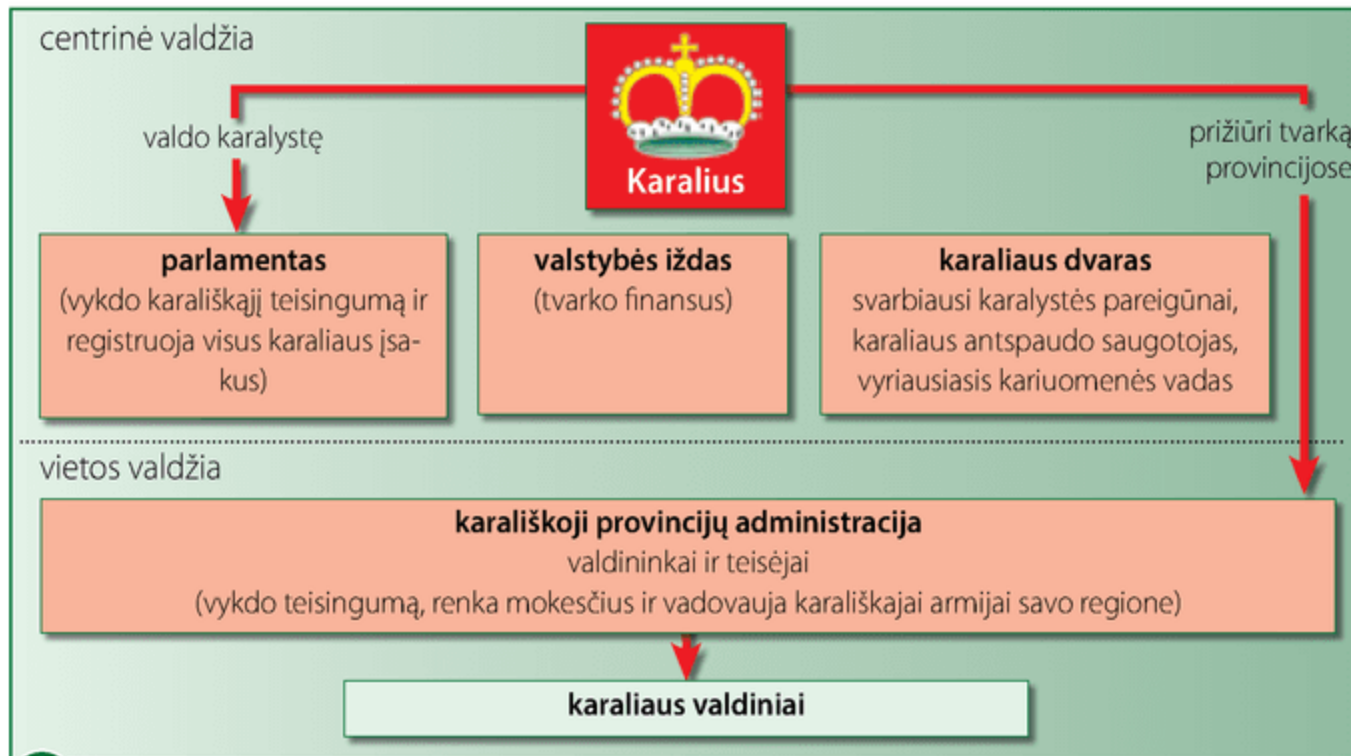 centrinė valdžia
Karalius
valdo karalystę
prižiūri tvarką
provincijose
parlamentas
(vykdo karališkąjį teisingumą ir
registruoja visus karaliaus įsa-
kus)
valstybės iždas
(tvarko finansus)
karaliaus dvaras
svarbiausi karalystės pareigūnai,
karaliaus antspaudo saugotojas,
vyriausiasis kariuomenės vadas
vietos valdžia
karališkoji provincijų administracija
valdininkai ir teisėjai
(vykdo teisingumą, renka mokesčius ir vadovauja karališkajai armijai savo regione)
karaliaus valdiniai